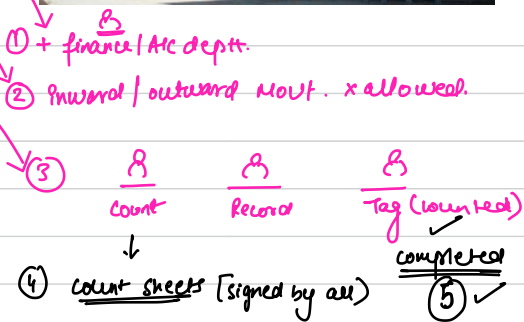 ① + finance / A/c deptt.
② Inward / outward Movt. x allowed.
③
Count Record Tag (counted)
④ count sheets [signed by all)
completed
⑤